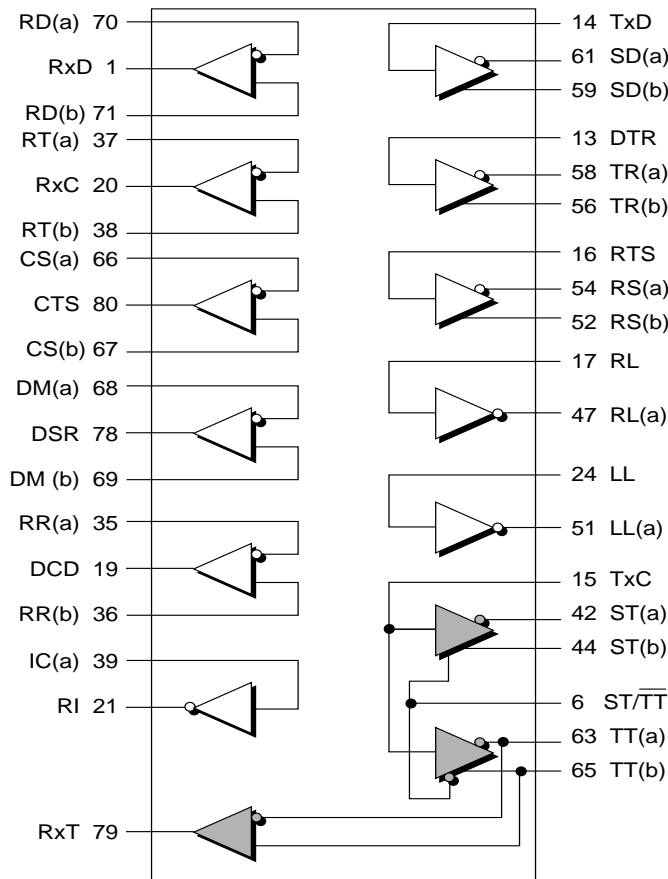 RD(a) 70
RxD 1
RD(b) 71
RT(a) 37
RxC 20
RT(b) 38
CS(a) 66
CTS 80
CS(b) 67
DM(a) 68
DSR 78
DM (b) 69
RR(a) 35
DCD 19
RR(b) 36
IC(a) 39
RI 21
RxT 79
14 TxD
61 SD(a)
59 SD(b)
13 DTR
58 TR(a)
56 TR(b)
16 RTS
54 RS(a)
52 RS(b)
17 RL
47 RL(a)
24 LL
51 LL(a)
15 TxC
42 ST(a)
44 ST(b)
6 ST/T̅T̅
63 TT(a)
65 TT(b)